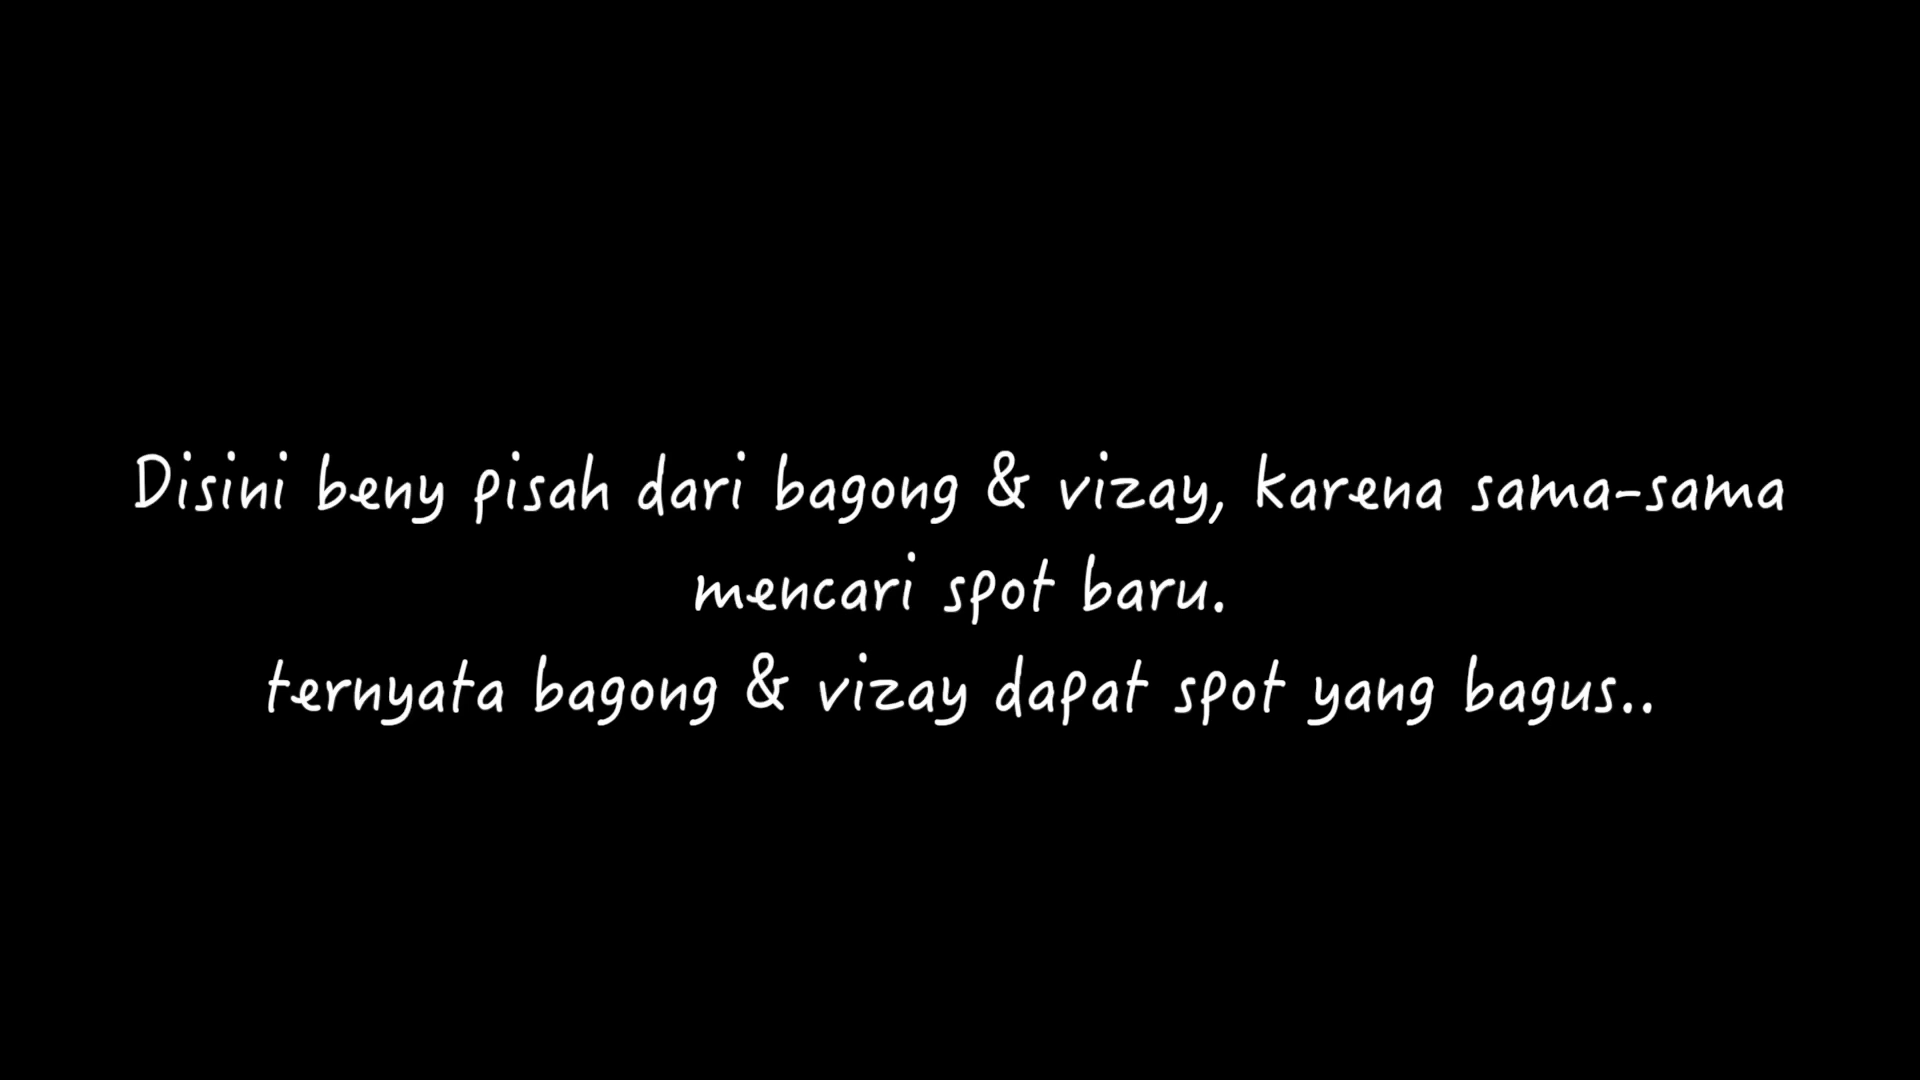 Disini beny pisah dari bagong & vizay, karena sama-sama
mencari spot baru.
ternyata bagong & vizay dapat spot yang bagus..